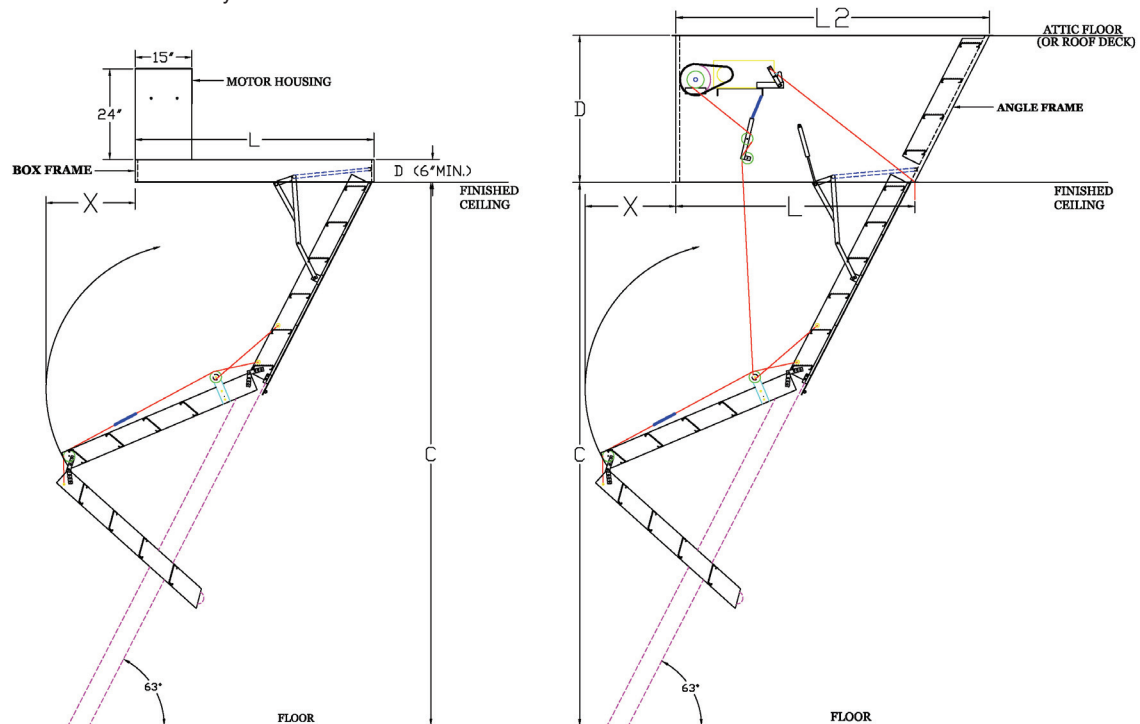 y
15"
MOTOR HOUSING
24"
L
BOX FRAME
D (6"MIN.)
FINISHED
CEILING
X
C
63°
FLOOR
L2
ATTIC FLOOR
(OR ROOF DECK)
D
ANGLE FRAME
FINISHED
CEILING
X
L
C
63°
FLOOR